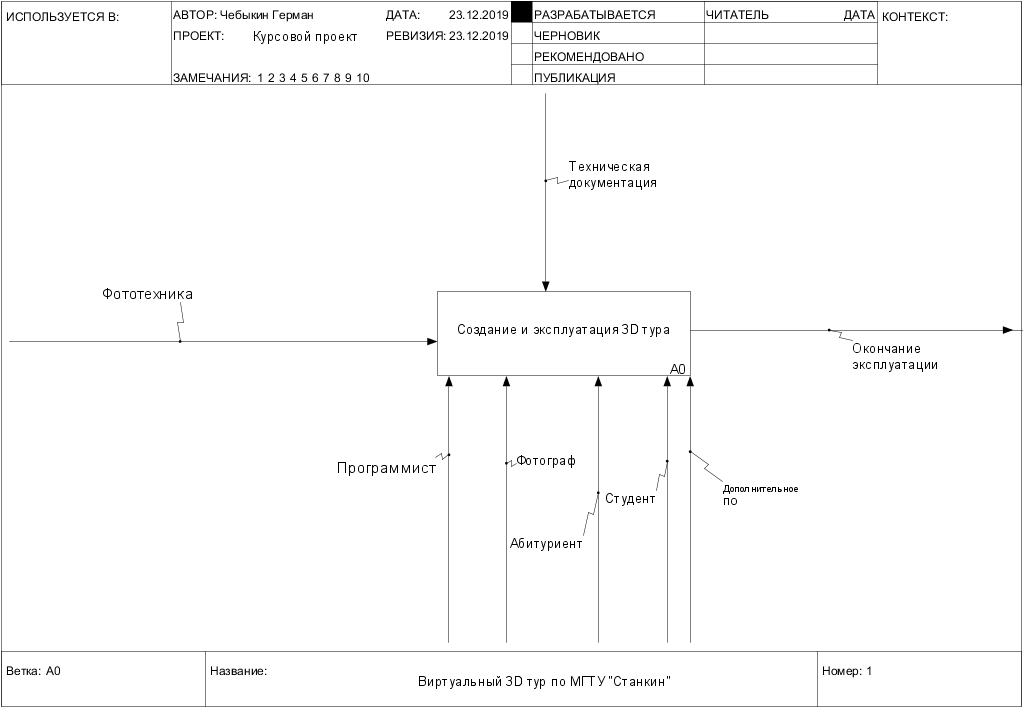 ИСПОЛЬЗУЕТСЯ В:
АВТОР: Чебыкин Герман
ДАТА: 23.12.2019
РАЗРАБАТЫВАЕТСЯ
ЧИТАТЕЛЬ
ДАТА
КОНТЕКСТ:
ПРОЕКТ: Курсовой проект
РЕВИЗИЯ: 23.12.2019
ЧЕРНОВИК
РЕКОМЕНДОВАНО
ЗАМЕЧАНИЯ: 1 2 3 4 5 6 7 8 9 10
ПУБЛИКАЦИЯ
Техническая
документация
Фототехника
Создание и эксплуатация 3D тура
A0
Окончание
эксплуатации
Программист
Фотограф
Студент
Дополнительное
ПО
Абитуриент
Ветка: A0
Название:
Виртуальный 3D тур по МГТУ "Станкин"
Номер: 1